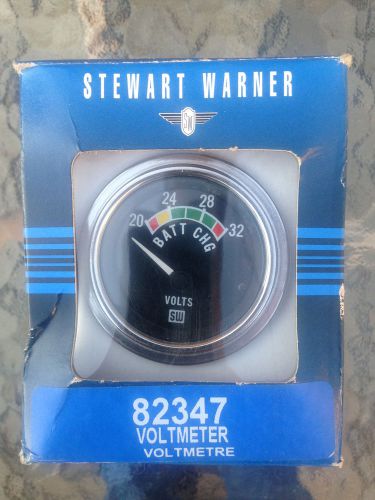 STEWART WARNER
SW
20 24 28 32
BATT CHG
VOLTS
SW
82347
VOLTMETER
VOLTMETRE